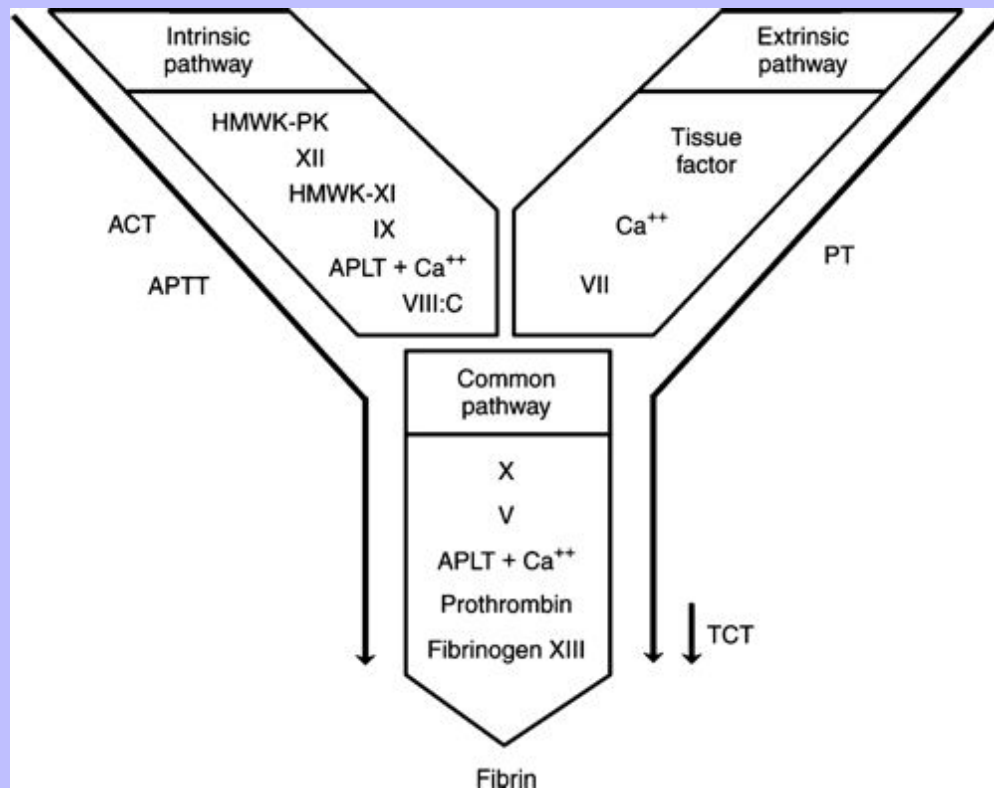 Intrinsic
pathway
HMWK-PK
XII
HMWK-XI
IX
APLT + Ca++
VIII:C
ACT
APTT
Extrinsic
pathway
Tissue
factor
Ca++
VII
PT
Common
pathway
X
V
APLT + Ca++
Prothrombin
Fibrinogen XIII
TCT
Fibrin